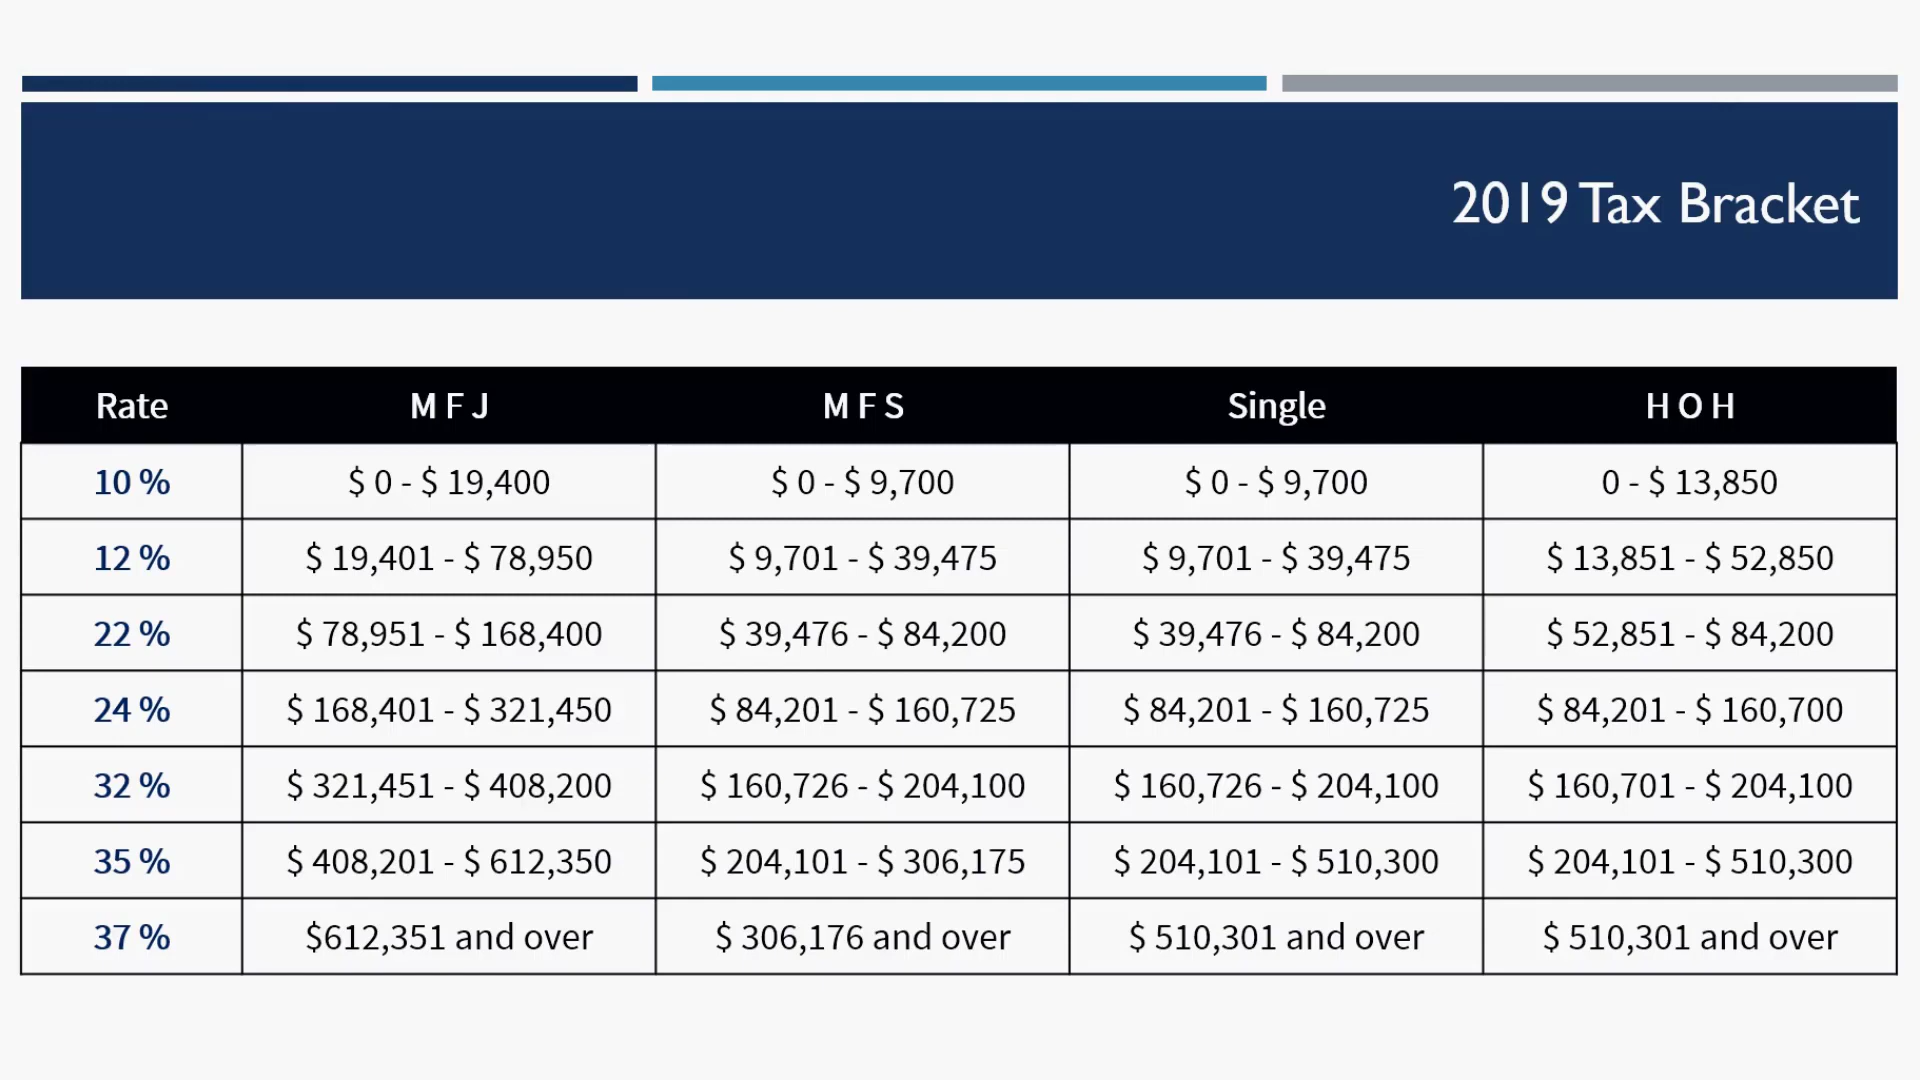 2019 Tax Bracket
Rate M F J M F S Single H O H
10 % $ 0 - $ 19,400 $ 0 - $ 9,700 $ 0 - $ 9,700 0 - $ 13,850
12 % $ 19,401 - $ 78,950 $ 9,701 - $ 39,475 $ 9,701 - $ 39,475 $ 13,851 - $ 52,850
22 % $ 78,951 - $ 168,400 $ 39,476 - $ 84,200 $ 39,476 - $ 84,200 $ 52,851 - $ 84,200
24 % $ 168,401 - $ 321,450 $ 84,201 - $ 160,725 $ 84,201 - $ 160,725 $ 84,201 - $ 160,700
32 % $ 321,451 - $ 408,200 $ 160,726 - $ 204,100 $ 160,726 - $ 204,100 $ 160,701 - $ 204,100
35 % $ 408,201 - $ 612,350 $ 204,101 - $ 306,175 $ 204,101 - $ 510,300 $ 204,101 - $ 510,300
37 % $612,351 and over $ 306,176 and over $ 510,301 and over $ 510,301 and over